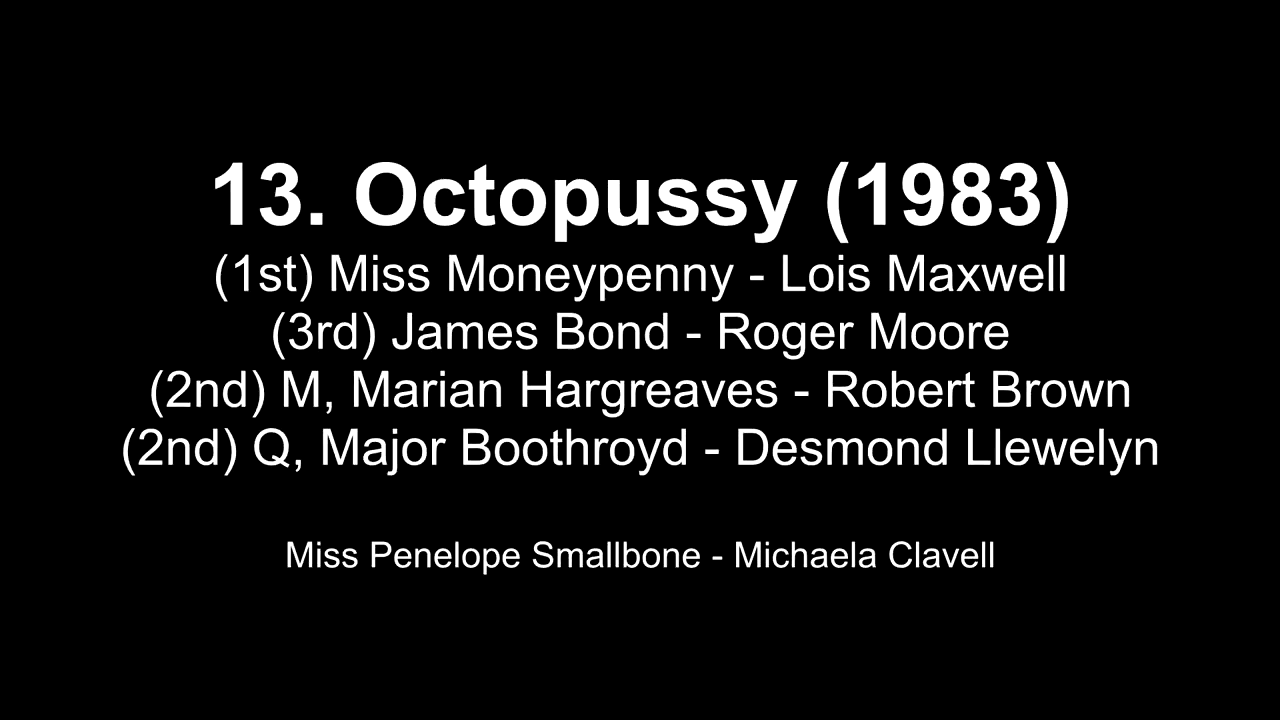 13. Octopussy (1983)
(1st) Miss Moneypenny - Lois Maxwell
(3rd) James Bond - Roger Moore
(2nd) M, Marian Hargreaves - Robert Brown
(2nd) Q, Major Boothroyd - Desmond Llewelyn
Miss Penelope Smallbone - Michaela Clavell